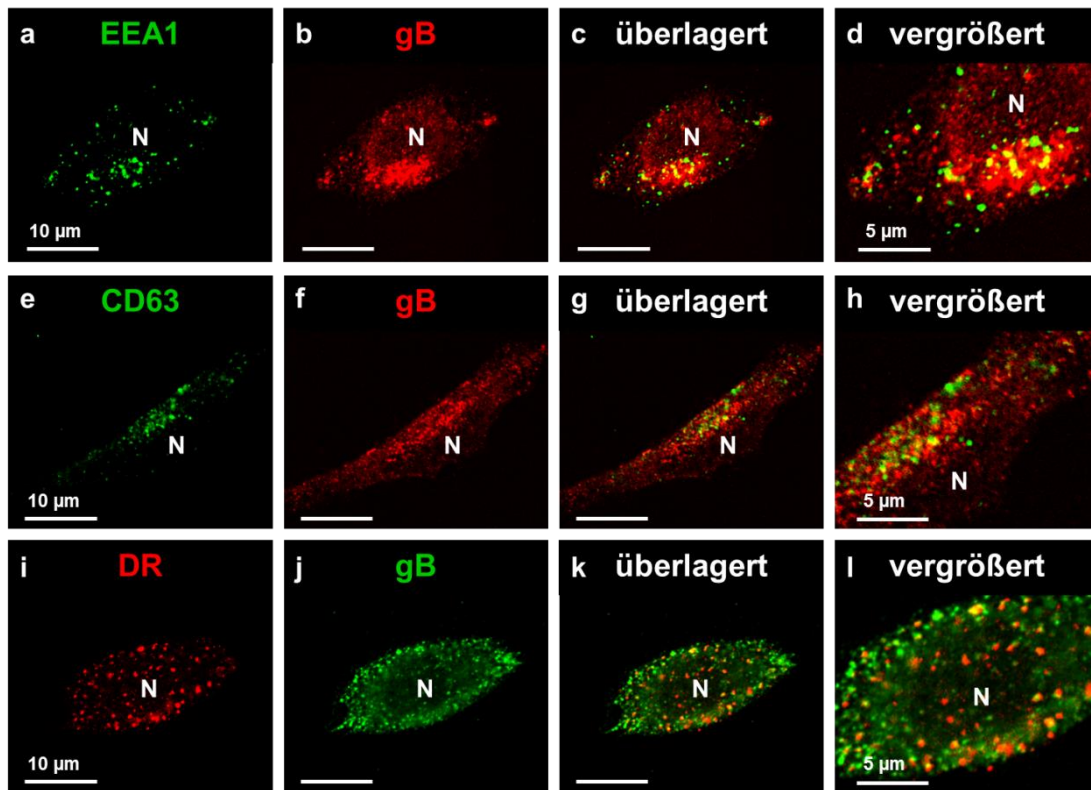 a EEA1
b gB
c überlagert
d vergrößert
N
N
N
N
10 µm
5 µm
e CD63
f gB
g überlagert
h vergrößert
N
N
N
N
10 µm
5 µm
i DR
j gB
k überlagert
l vergrößert
N
N
N
N
10 µm
5 µm